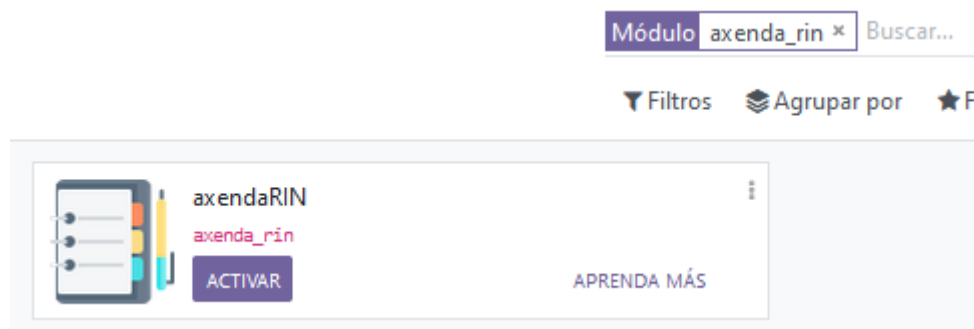 Módulo axenda_rin × Buscar...
Filtros Agrupar por F
axendaRIN
axenda_rin
ACTIVAR APRENDA MÁS